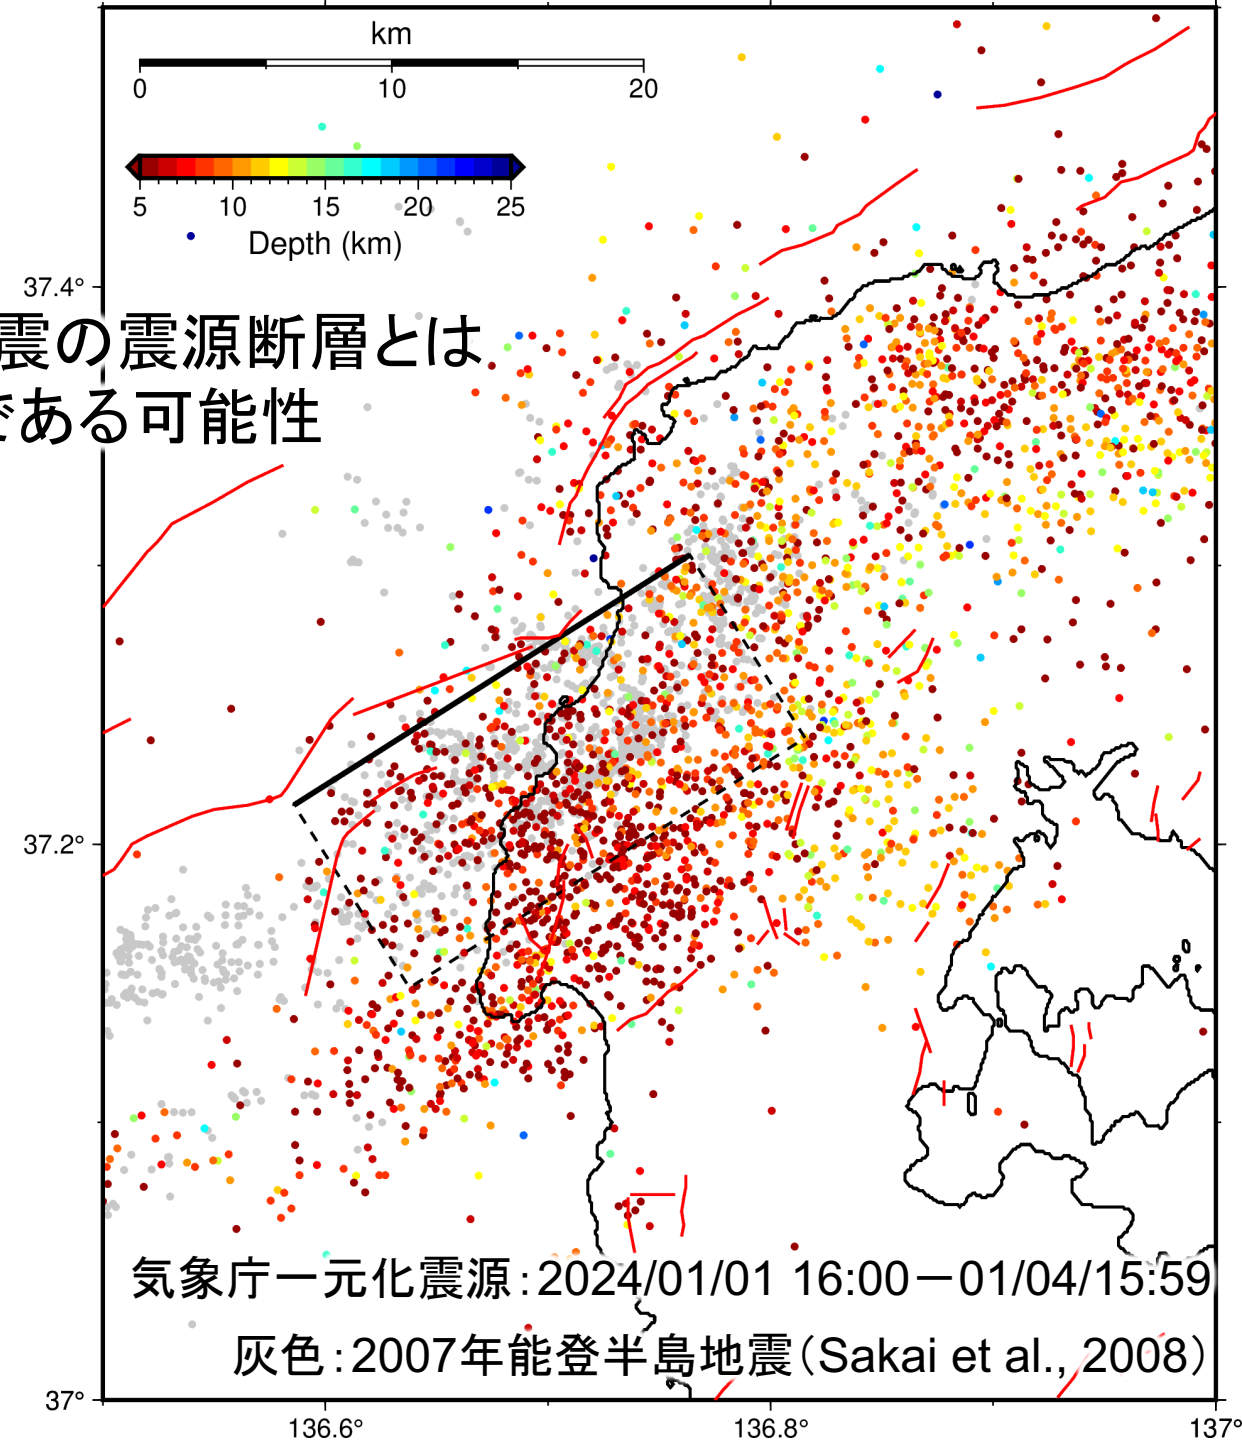 km
0 10 20
5 10 15 20 25
Depth (km)
37.4°
震の震源断層とは
である可能性
37.2°
気象庁一元化震源：2024/01/01 16:00－01/04/15:59
灰色：2007年能登半島地震（Sakai et al., 2008）
37°
136.6° 136.8° 137°